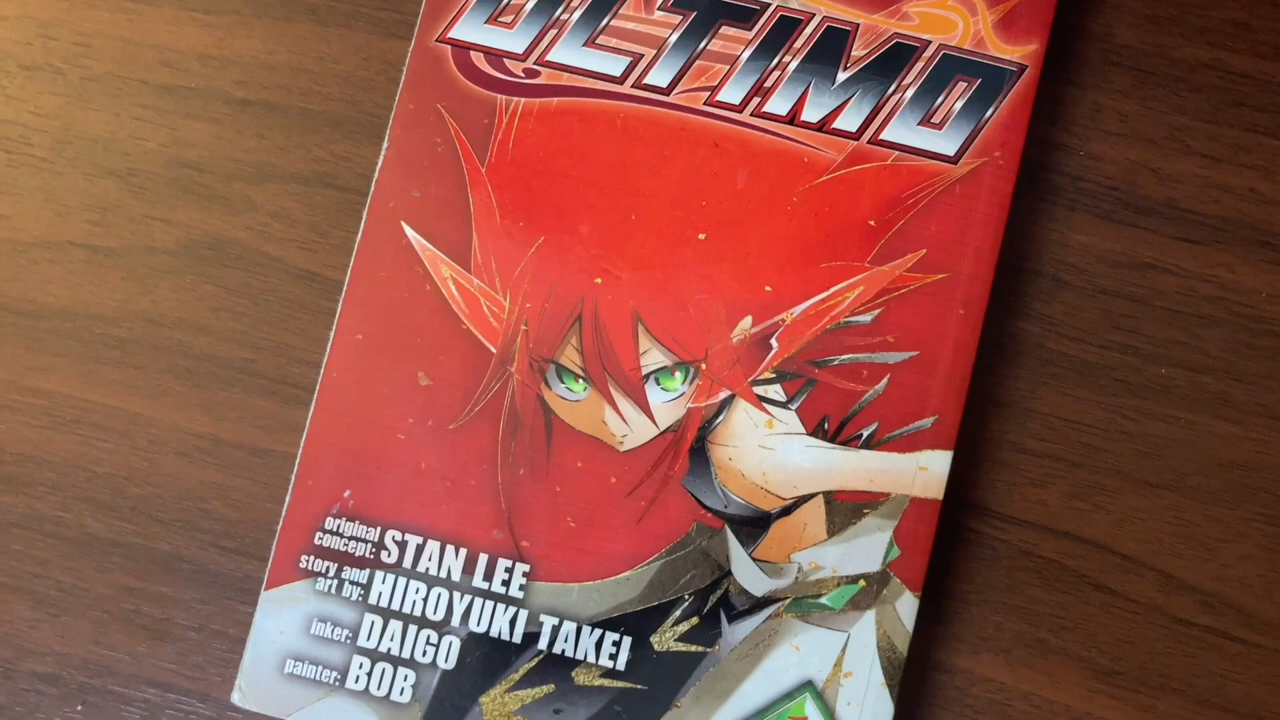 ULTIMO
original
concept: STAN LEE
story and
art by: HIROYUKI TAKEI
inker: DAIGO
painter: BOB